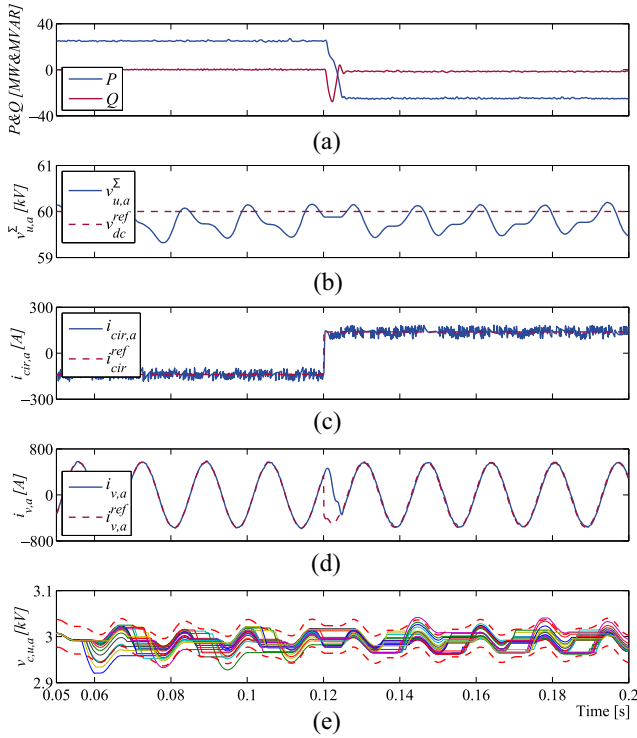 P&Q [MW&MVAR]
40
0
−40
P
Q
(a)
v^Σ_{u,a} [kV]
61
60
59
v^Σ_{u,a}
v^{ref}_{dc}
(b)
i_{cir,a} [A]
300
0
−300
i_{cir,a}
i^{ref}_{cir}
(c)
i_{v,a} [A]
800
0
−800
i_{v,a}
i^{ref}_{v,a}
(d)
v_{c,u,a} [kV]
3.1
3
2.9
0.05 0.06 0.08 0.1 0.12 0.14 0.16 0.18 0.2
Time [s]
(e)